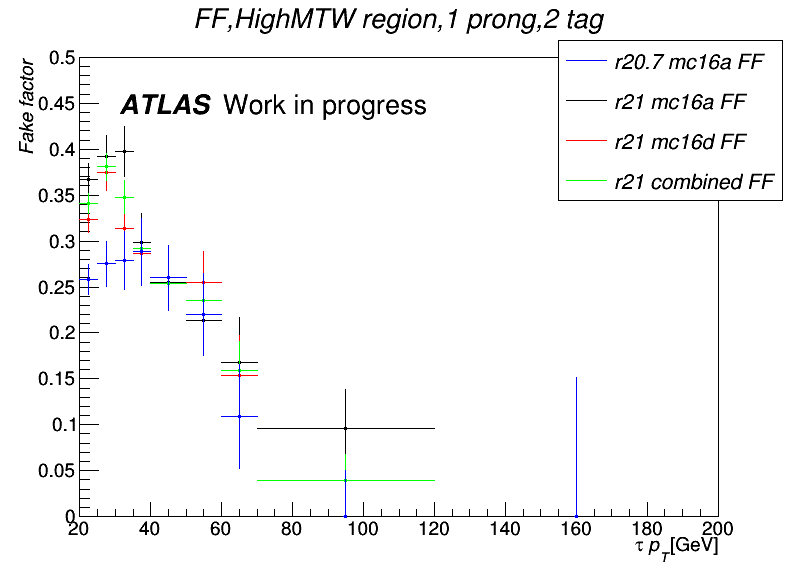 FF,HighMTW region,1 prong,2 tag
r20.7 mc16a FF
r21 mc16a FF
r21 mc16d FF
r21 combined FF
ATLAS Work in progress
Fake factor
0.5
0.45
0.4
0.35
0.3
0.25
0.2
0.15
0.1
0.05
0
20 40 60 80 100 120 140 160 180 200
τ p_T[GeV]